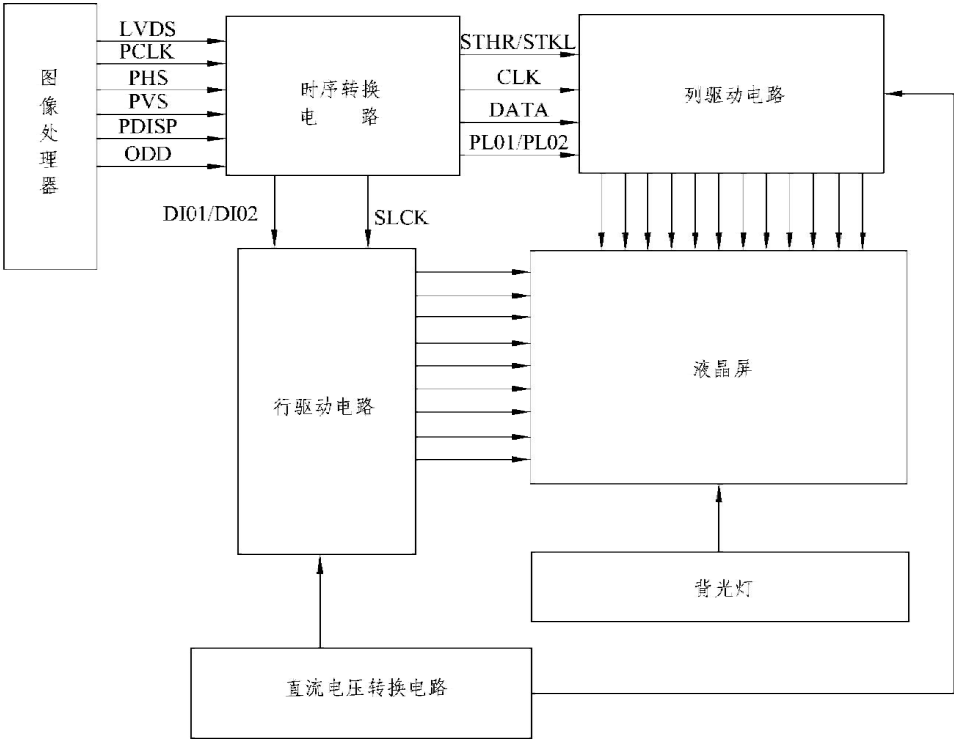 图
像
处
理
器
LVDS
PCLK
PHS
PVS
PDISP
ODD
时序转换
电 路
STHR/STKL
CLK
DATA
PL01/PL02
列驱动电路
DI01/DI02
SLCK
行驱动电路
液晶屏
背光灯
直流电压转换电路